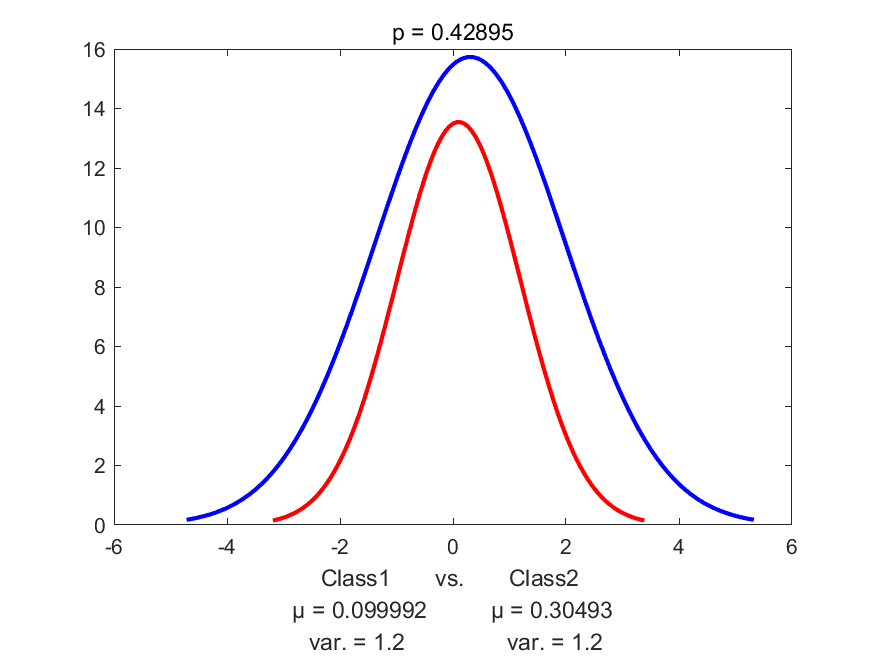 p = 0.42895
16
14
12
10
8
6
4
2
0
-6 -4 -2 0 2 4 6
Class1 vs. Class2
μ = 0.099992 μ = 0.30493
var. = 1.2 var. = 1.2